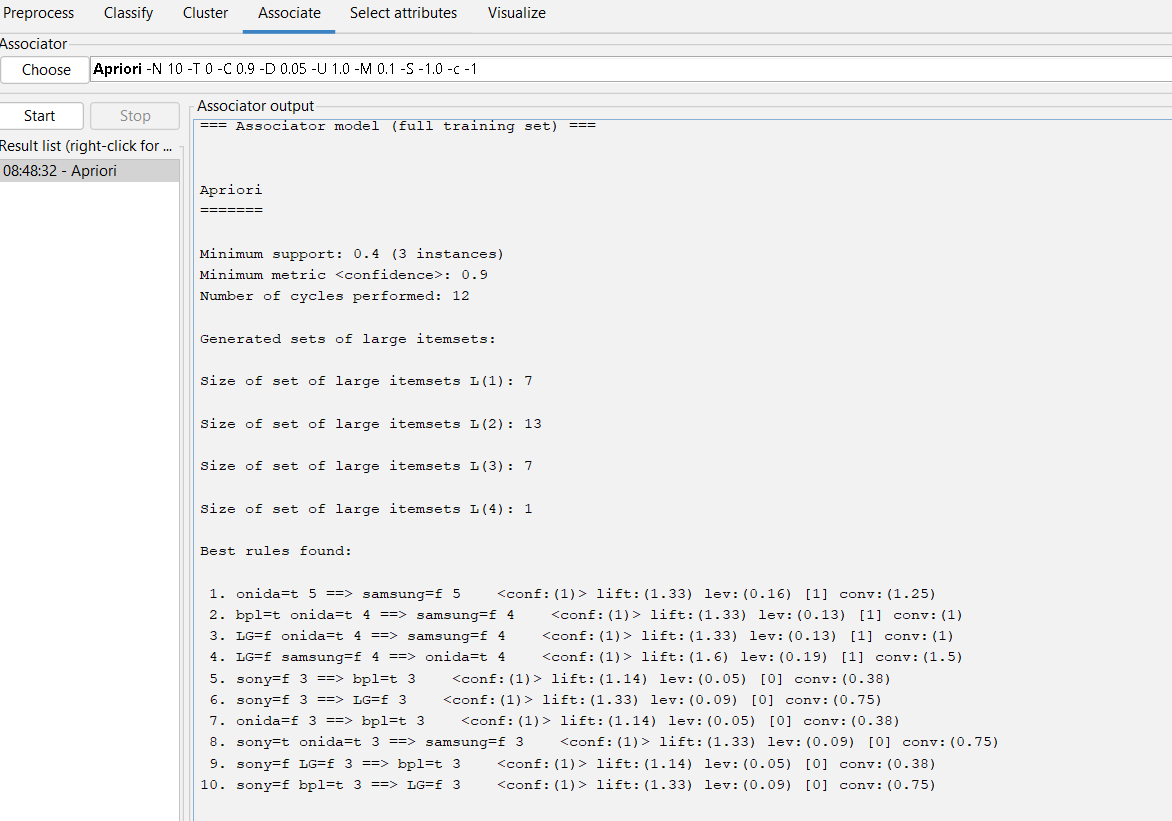 Preprocess Classify Cluster Associate Select attributes Visualize
Associator
Choose Apriori -N 10 -T 0 -C 0.9 -D 0.05 -U 1.0 -M 0.1 -S -1.0 -c -1
Start Stop
Result list (right-click for ...
08:48:32 - Apriori
Associator output
=== Associator model (full training set) ===
Apriori
=======
Minimum support: 0.4 (3 instances)
Minimum metric <confidence>: 0.9
Number of cycles performed: 12
Generated sets of large itemsets:
Size of set of large itemsets L(1): 7
Size of set of large itemsets L(2): 13
Size of set of large itemsets L(3): 7
Size of set of large itemsets L(4): 1
Best rules found:
1. onida=t 5 ==> samsung=f 5 <conf:(1)> lift:(1.33) lev:(0.16) [1] conv:(1.25)
2. bpl=t onida=t 4 ==> samsung=f 4 <conf:(1)> lift:(1.33) lev:(0.13) [1] conv:(1)
3. LG=f onida=t 4 ==> samsung=f 4 <conf:(1)> lift:(1.33) lev:(0.13) [1] conv:(1)
4. LG=f samsung=f 4 ==> onida=t 4 <conf:(1)> lift:(1.6) lev:(0.19) [1] conv:(1.5)
5. sony=f 3 ==> bpl=t 3 <conf:(1)> lift:(1.14) lev:(0.05) [0] conv:(0.38)
6. sony=f 3 ==> LG=f 3 <conf:(1)> lift:(1.33) lev:(0.09) [0] conv:(0.75)
7. onida=f 3 ==> bpl=t 3 <conf:(1)> lift:(1.14) lev:(0.05) [0] conv:(0.38)
8. sony=t onida=t 3 ==> samsung=f 3 <conf:(1)> lift:(1.33) lev:(0.09) [0] conv:(0.75)
9. sony=f LG=f 3 ==> bpl=t 3 <conf:(1)> lift:(1.14) lev:(0.05) [0] conv:(0.38)
10. sony=f bpl=t 3 ==> LG=f 3 <conf:(1)> lift:(1.33) lev:(0.09) [0] conv:(0.75)